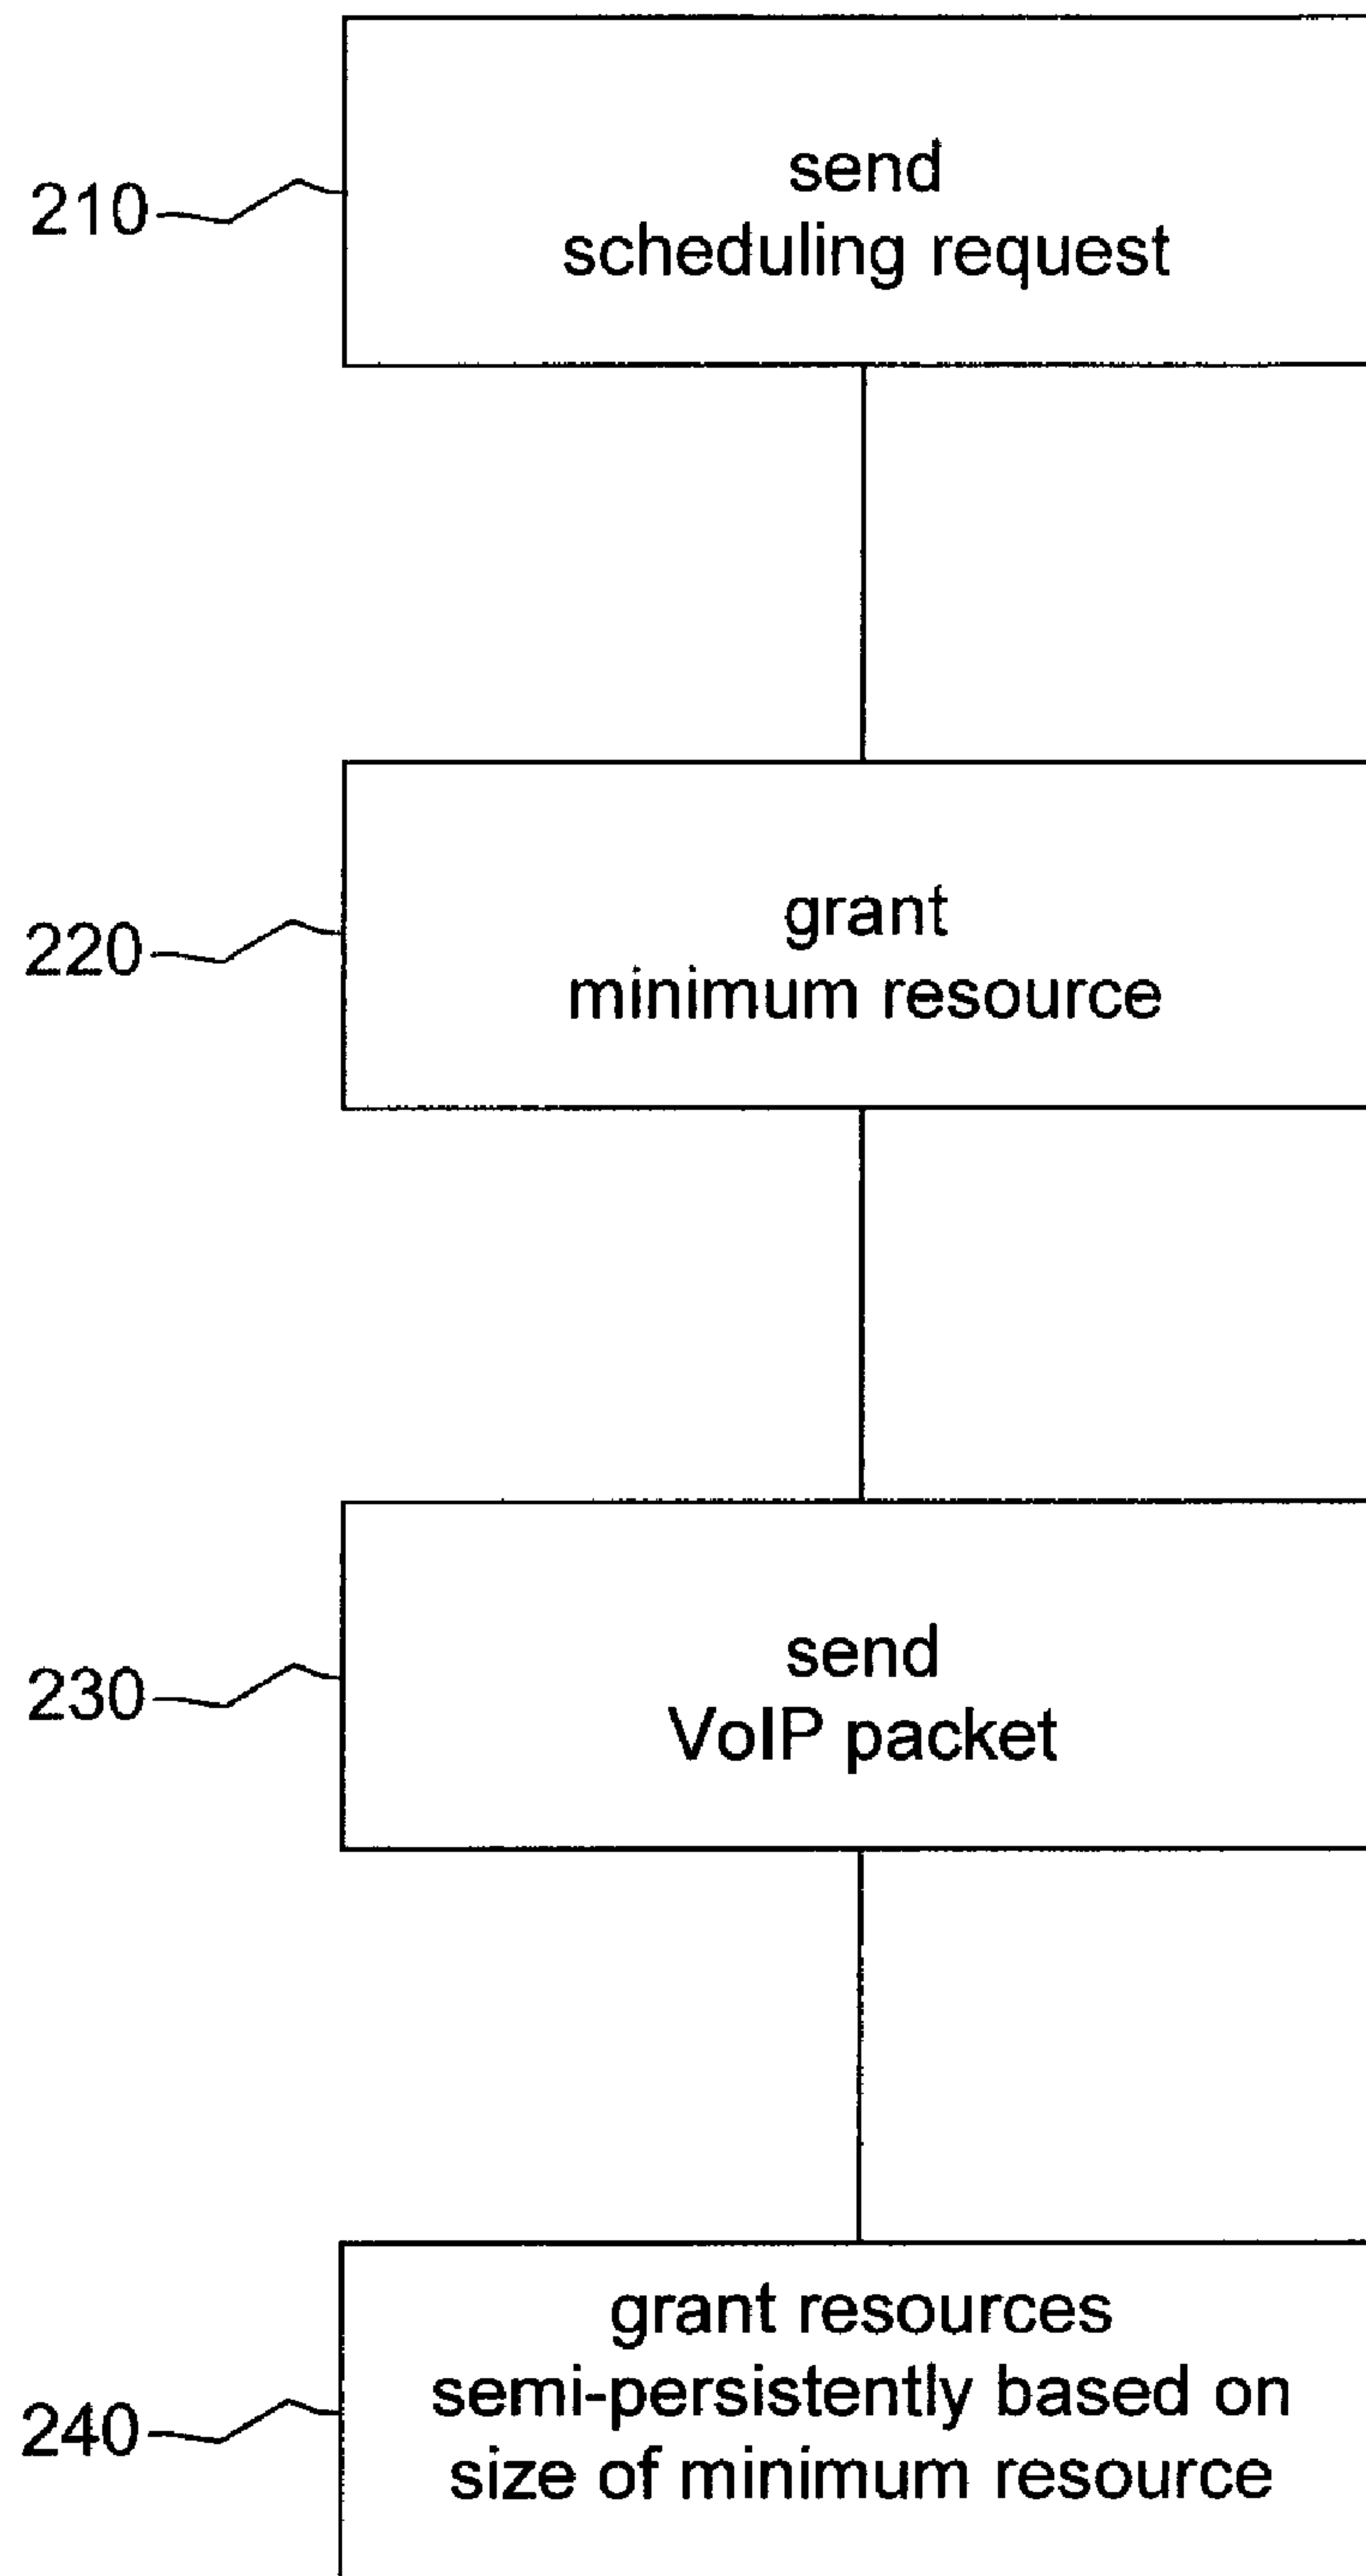 send
scheduling request
210
grant
minimum resource
220
send
VoIP packet
230
grant resources
semi-persistently based on
size of minimum resource
240